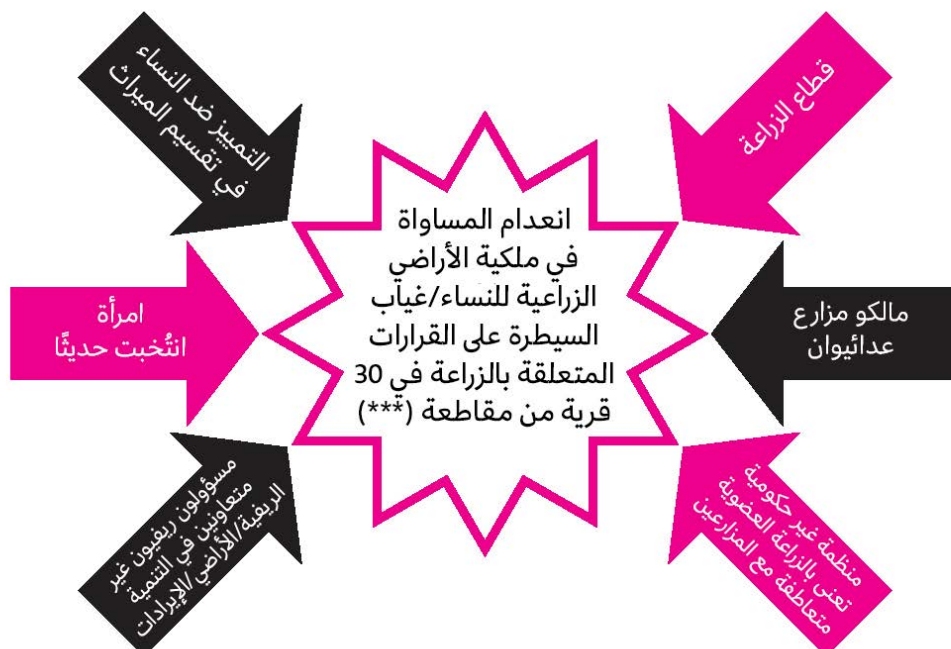 التمييز ضد النساء
في تقسيم الميراث
قطاع الزراعة
انعدام المساواة
في ملكية الأراضي
الزراعية للنساء/غياب
السيطرة على القرارات
المتعلقة بالزراعة في 30
قرية من مقاطعة (***)
امرأة
انتُخبت حديثًا
مالكو مزارع
عدائيوان
مسؤولون ريفيون غير
متعاونين في التنمية
الريفية/الأراضي/الإيرادات
منظمة غير حكومية
تعنى بالزراعة العضوية
متعاطفة مع المزارعين